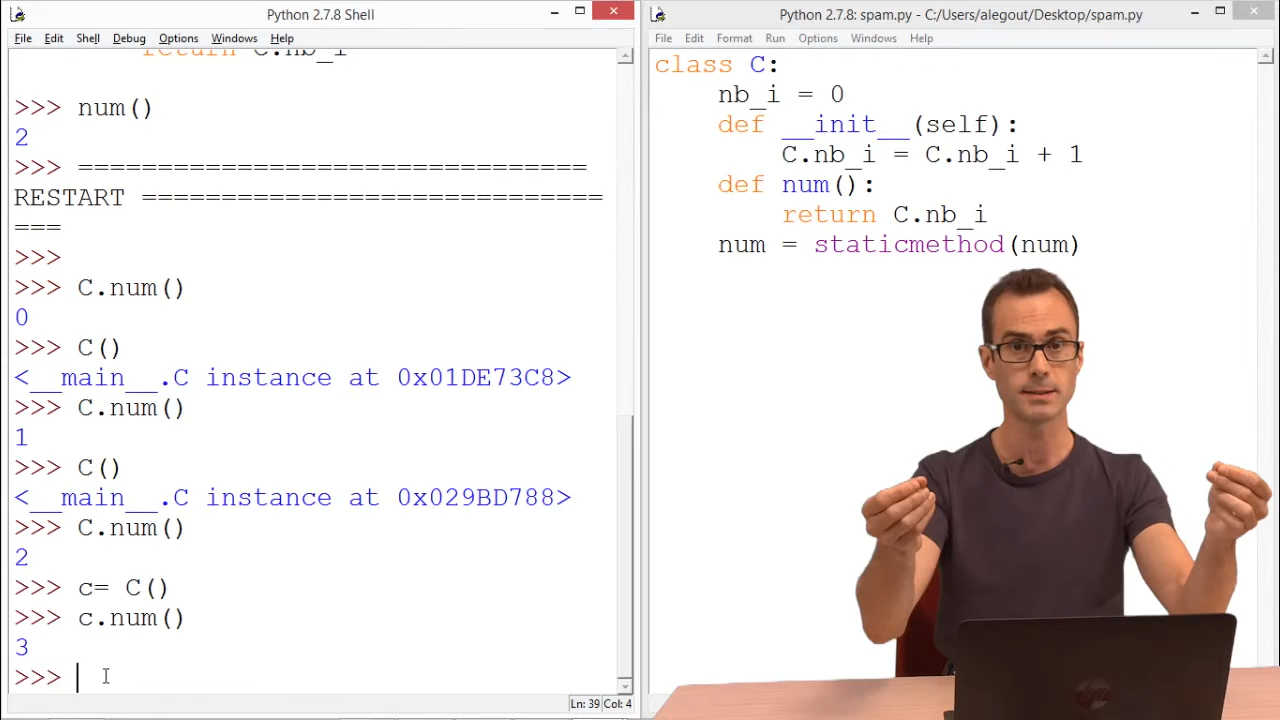 Python 2.7.8 Shell
File Edit Shell Debug Options Windows Help
return C.nb_i
>>> num()
2
>>> ================================
RESTART =============================
===
>>>
>>> C.num()
0
>>> C()
<__main__.C instance at 0x01DE73C8>
>>> C.num()
1
>>> C()
<__main__.C instance at 0x029BD788>
>>> C.num()
2
>>> c= C()
>>> c.num()
3
>>>
Ln: 39 Col: 4
Python 2.7.8: spam.py - C:/Users/alegout/Desktop/spam.py
File Edit Format Run Options Windows Help
class C:
    nb_i = 0
    def __init__(self):
        C.nb_i = C.nb_i + 1
    def num():
        return C.nb_i
    num = staticmethod(num)